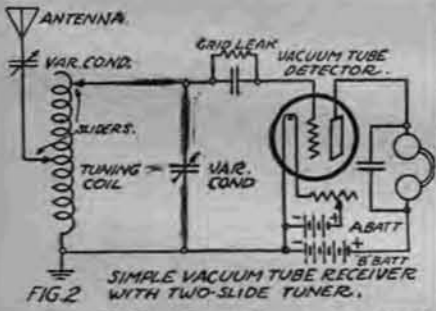 ANTENNA.
GRID LEAK
VACUUM TUBE
DETECTOR.
VAR. COND.
SLIDERS.
TUNING
COIL
VAR.
COND
- +
A BATT
- +
B BATT
FIG. 2
SIMPLE VACUUM TUBE RECEIVER
WITH TWO-SLIDE TUNER.